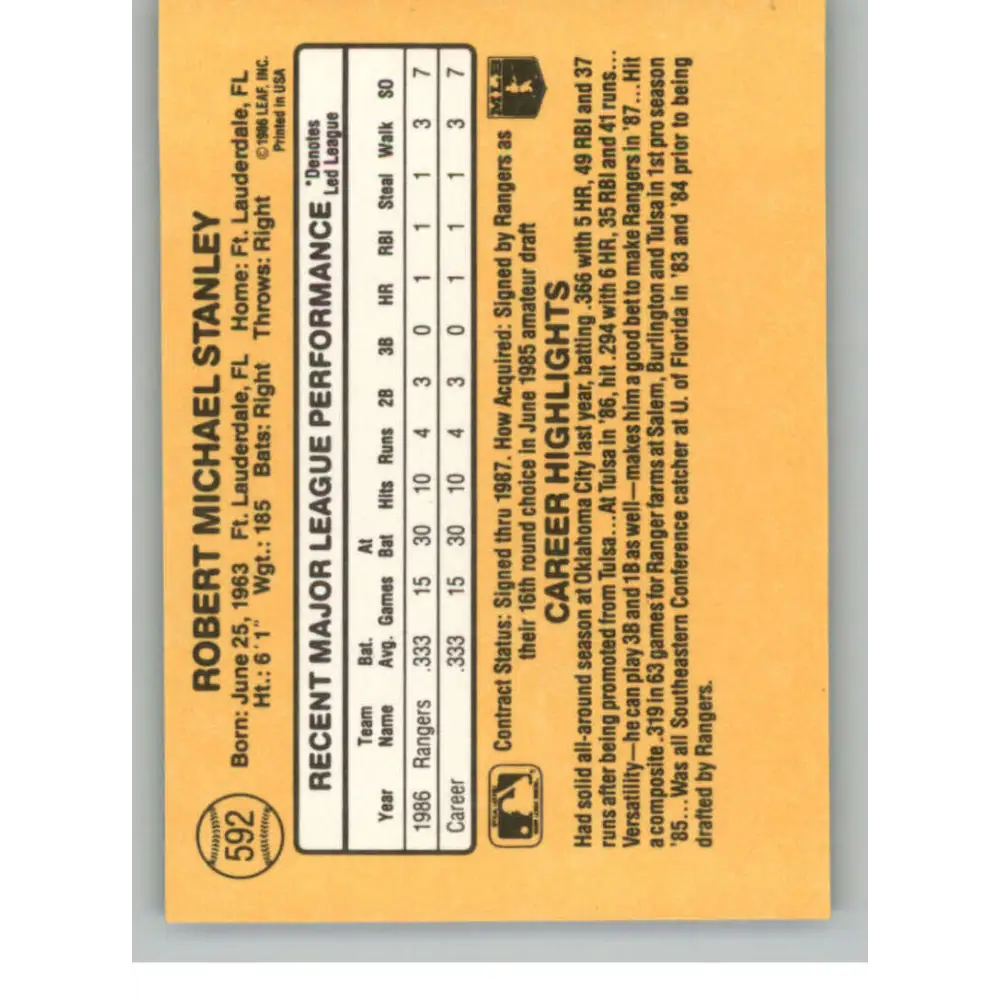 592
ROBERT MICHAEL STANLEY
Born: June 25, 1963 Ft. Lauderdale, FL Home: Ft. Lauderdale, FL
Ht.: 6'1" Wgt.: 185 Bats: Right Throws: Right
©1986 LEAF, INC.
Printed in USA
RECENT MAJOR LEAGUE PERFORMANCE
*Denotes
Led League
Year Team Name Bat. Avg. Games At Bat Hits Runs 2B 3B HR RBI Steal Walk SO
1986 Rangers .333 15 30 10 4 3 0 1 1 1 3 7
Career .333 15 30 10 4 3 0 1 1 1 3 7
Contract Status: Signed thru 1987. How Acquired: Signed by Rangers as
their 16th round choice in June 1985 amateur draft
MLB
CAREER HIGHLIGHTS
Had solid all-around season at Oklahoma City last year, batting .366 with 5 HR, 49 RBI and 37
runs after being promoted from Tulsa...At Tulsa in '86, hit .294 with 6 HR, 35 RBI and 41 runs...
Versatility—he can play 3B and 1B as well—makes him a good bet to make Rangers in '87...Hit
a composite .319 in 63 games for Ranger farms at Salem, Burlington and Tulsa in 1st pro season
'85...Was all Southeastern Conference catcher at U. of Florida in '83 and '84 prior to being
drafted by Rangers.